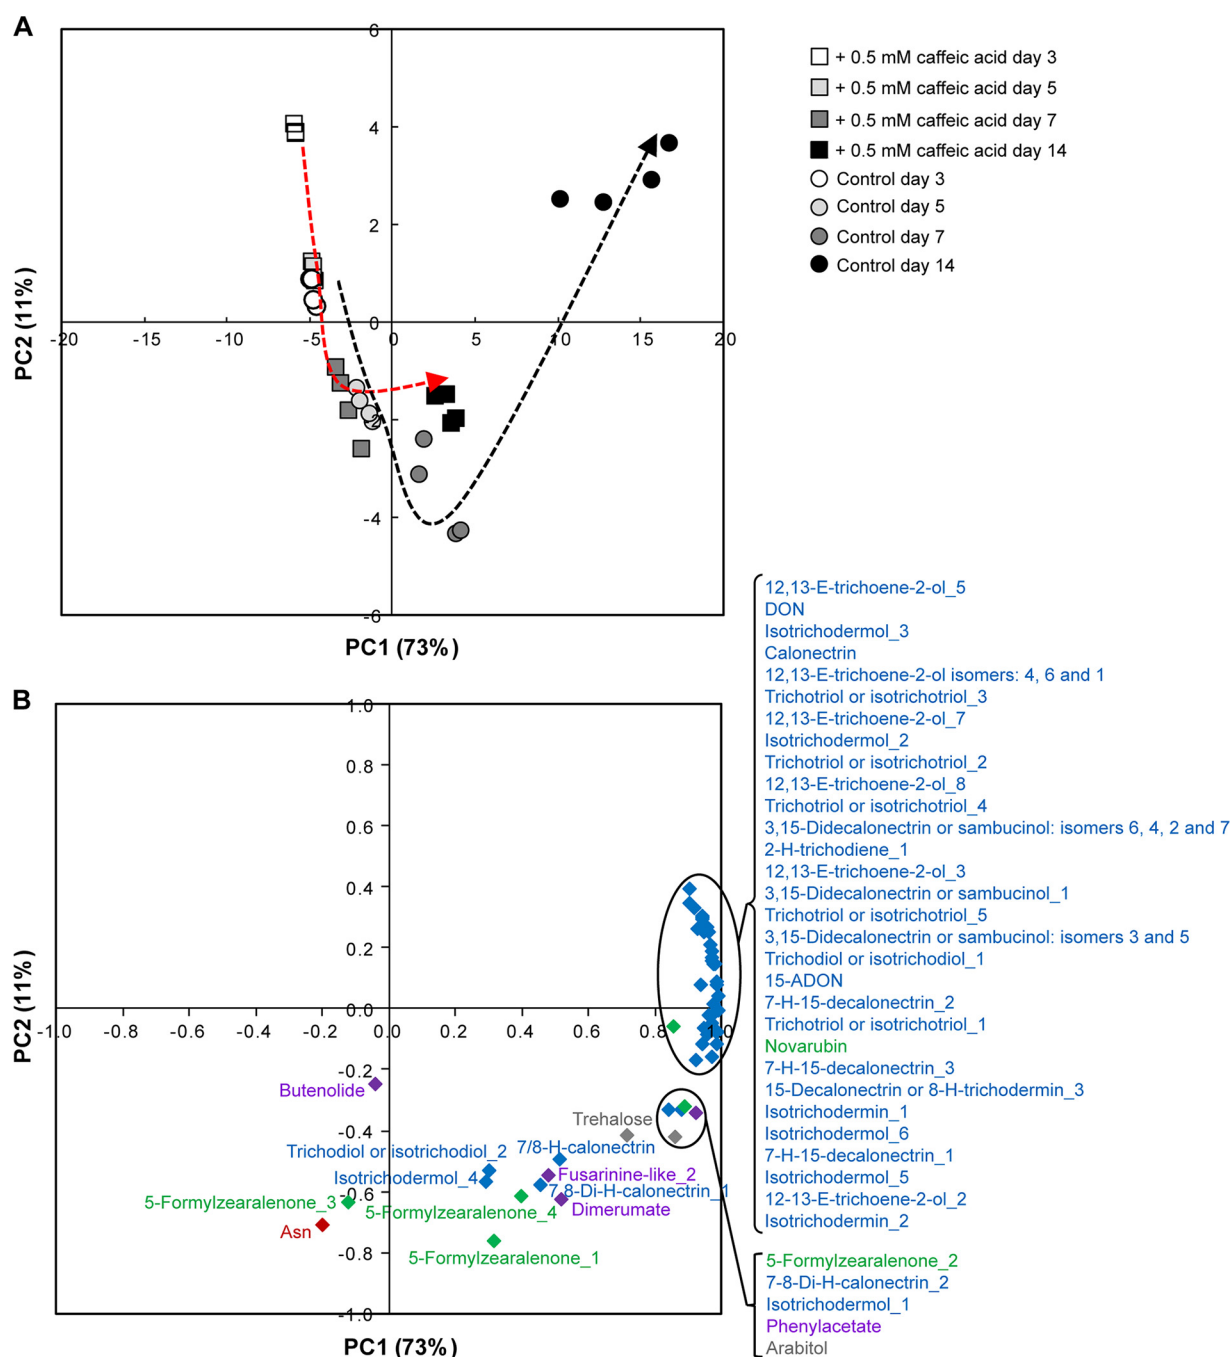 A
6
4
2
0
-2
-4
-6
-20
-15
-10
-5
0
5
10
15
20
PC2 (11%)
PC1 (73%)
+ 0.5 mM caffeic acid day 3
+ 0.5 mM caffeic acid day 5
+ 0.5 mM caffeic acid day 7
+ 0.5 mM caffeic acid day 14
Control day 3
Control day 5
Control day 7
Control day 14
B
1.0
0.8
0.6
0.4
0.2
0.0
-0.2
-0.4
-0.6
-0.8
-1.0
-1.0
-0.8
-0.6
-0.4
-0.2
0.0
0.2
0.4
0.6
0.8
1.0
PC2 (11%)
PC1 (73%)
Butenolide
Trehalose
Trichodiol or isotrichodiol_2
7/8-H-calonectrin
Isotrichodermol_4
Fusarinine-like_2
7,8-Di-H-calonectrin_1
5-Formylzearalenone_3
5-Formylzearalenone_4
Dimerumate
Asn
5-Formylzearalenone_1
12,13-E-trichoene-2-ol_5
DON
Isotrichodermol_3
Calonectrin
12,13-E-trichoene-2-ol isomers: 4, 6 and 1
Trichotriol or isotrichotriol_3
12,13-E-trichoene-2-ol_7
Isotrichodermol_2
Trichotriol or isotrichotriol_2
12,13-E-trichoene-2-ol_8
Trichotriol or isotrichotriol_4
3,15-Didecalonectrin or sambucinol: isomers 6, 4, 2 and 7
2-H-trichodiene_1
12,13-E-trichoene-2-ol_3
3,15-Didecalonectrin or sambucinol_1
Trichotriol or isotrichotriol_5
3,15-Didecalonectrin or sambucinol: isomers 3 and 5
Trichodiol or isotrichodiol_1
15-ADON
7-H-15-decalonectrin_2
Trichotriol or isotrichotriol_1
Novarubin
7-H-15-decalonectrin_3
15-Decalonectrin or 8-H-trichodermin_3
Isotrichodermin_1
Isotrichodermol_6
7-H-15-decalonectrin_1
Isotrichodermol_5
12-13-E-trichoene-2-ol_2
Isotrichodermin_2
5-Formylzearalenone_2
7-8-Di-H-calonectrin_2
Isotrichodermol_1
Phenylacetate
Arabitol